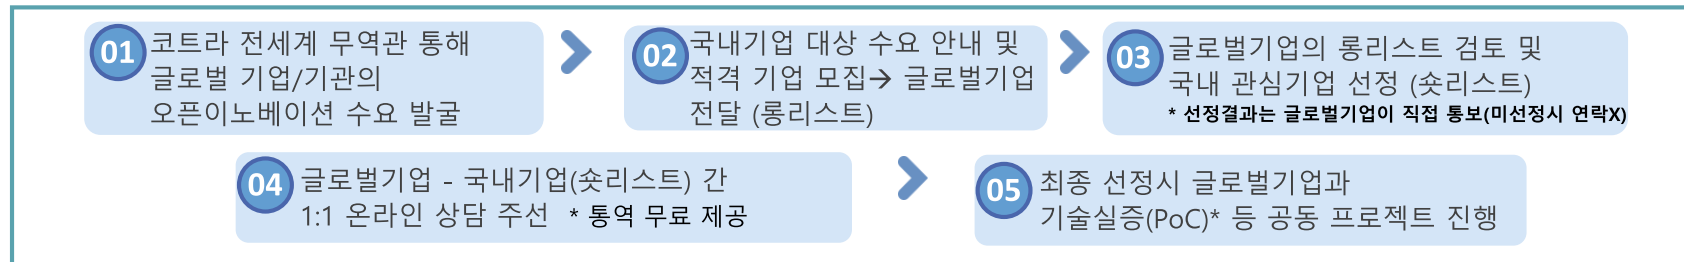 01 코트라 전세계 무역관 통해
글로벌 기업/기관의
오픈이노베이션 수요 발굴
02 국내기업 대상 수요 안내 및
적격 기업 모집→ 글로벌기업
전달 (롱리스트)
03 글로벌기업의 롱리스트 검토 및
국내 관심기업 선정 (숏리스트)
* 선정결과는 글로벌기업이 직접 통보(미선정시 연락X)
04 글로벌기업 - 국내기업(숏리스트) 간
1:1 온라인 상담 주선 * 통역 무료 제공
05 최종 선정시 글로벌기업과
기술실증(PoC)* 등 공동 프로젝트 진행